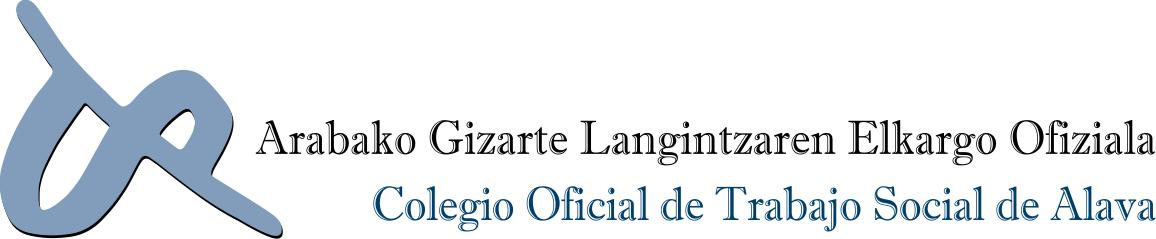 Arabako Gizarte Langintzaren Elkargo Ofiziala
Colegio Oficial de Trabajo Social de Alava